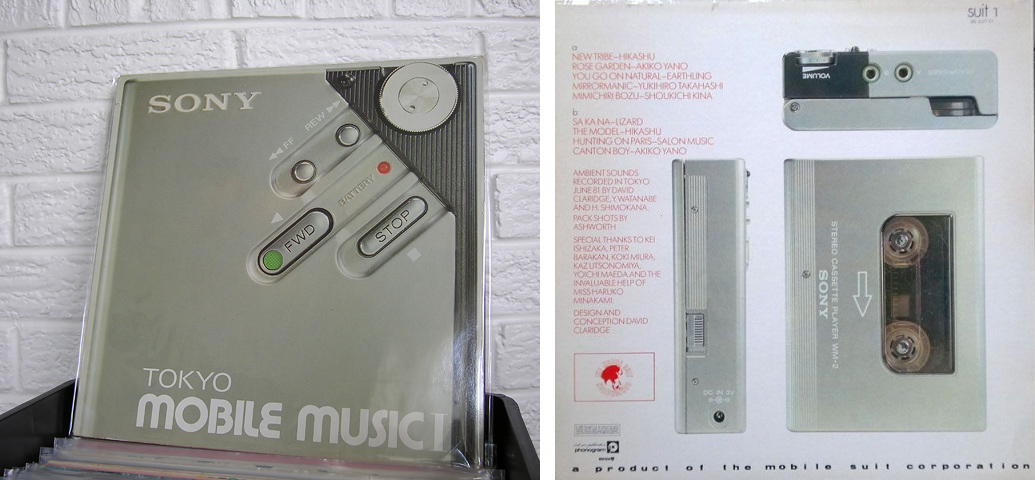 SONY
REW
FF
BATTERY
FWD
STOP
TOKYO
MOBILE MUSIC I
suit 1
a
NEW TRIBE–HIKASHU
ROSE GARDEN–AKIKO YANO
YOU GO ON NATURAL–EARTHLING
MIRRORMANIC–YUKIHIRO TAKAHASHI
MIMICHIRI BOZU–SHOUKICHI KINA
b
SA KA NA–LIZARD
THE MODEL–HIKASHU
HUNTING ON PARIS–SALON MUSIC
CANTON BOY–AKIKO YANO
AMBIENT SOUNDS
RECORDED IN TOKYO
JUNE 81 BY DAVID
CLARIDGE, Y.WATANABE
AND H. SHIMOKANA.
PACK SHOTS BY
ASHWORTH
SPECIAL THANKS TO KEI
ISHIZAKA, PETER
BARAKAN, KOKI MIURA,
KAZ UTSONOMIYA,
YOICHI MAEDA AND THE
INVALUABLE HELP OF
MISS HARUKO
MINAKAMI.
DESIGN AND
CONCEPTION DAVID
CLARIDGE
phonogram
VOLUME
DC IN 3V
STEREO CASSETTE PLAYER WM-2
SONY
a product of the mobile suit corporation